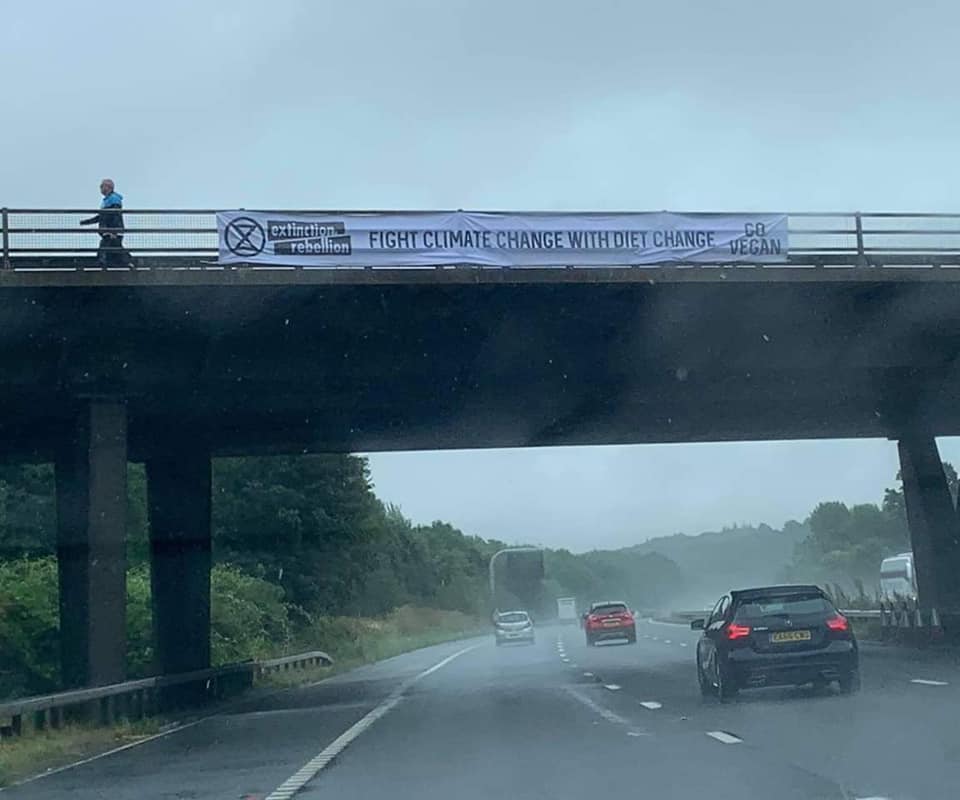 extinction
rebellion
FIGHT CLIMATE CHANGE WITH DIET CHANGE
GO
VEGAN